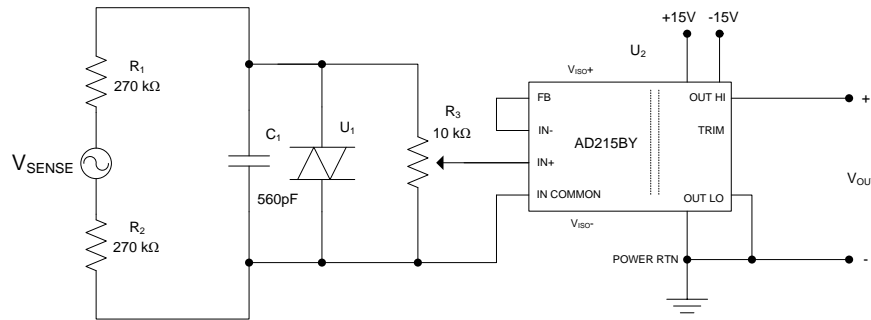 +15V
-15V
U2
R1
270 kΩ
VISO+
FB
OUT HI
+
R3
10 kΩ
C1
U1
IN-
AD215BY
TRIM
VSENSE
IN+
VOU
560pF
IN COMMON
OUT LO
R2
270 kΩ
VISO-
POWER RTN
-